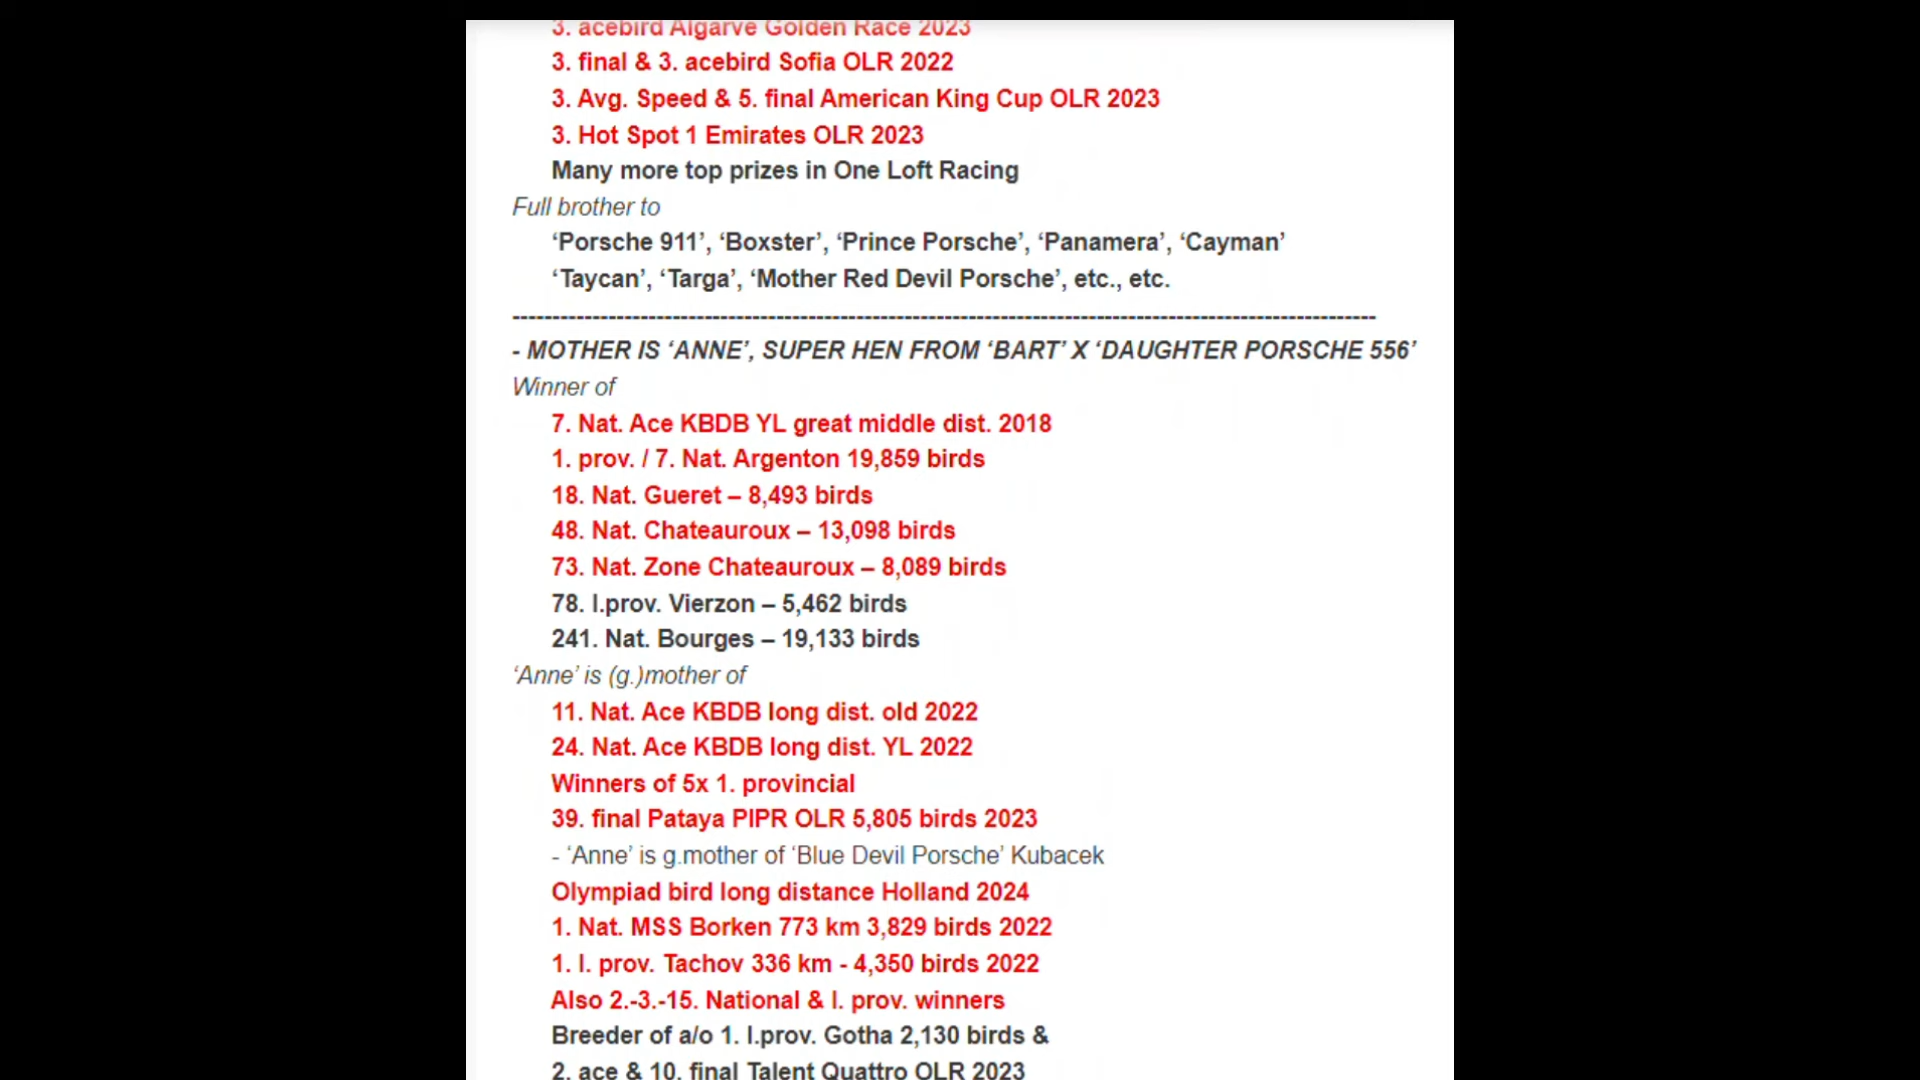 3. acebird Algarve Golden Race 2023
3. final & 3. acebird Sofia OLR 2022
3. Avg. Speed & 5. final American King Cup OLR 2023
3. Hot Spot 1 Emirates OLR 2023
Many more top prizes in One Loft Racing
Full brother to
‘Porsche 911’, ‘Boxster’, ‘Prince Porsche’, ‘Panamera’, ‘Cayman’
‘Taycan’, ‘Targa’, ‘Mother Red Devil Porsche’, etc., etc.
------------------------------------------------------------------------------------------------------------
- MOTHER IS ‘ANNE’, SUPER HEN FROM ‘BART’ X ‘DAUGHTER PORSCHE 556’
Winner of
7. Nat. Ace KBDB YL great middle dist. 2018
1. prov. / 7. Nat. Argenton 19,859 birds
18. Nat. Gueret – 8,493 birds
48. Nat. Chateauroux – 13,098 birds
73. Nat. Zone Chateauroux – 8,089 birds
78. I.prov. Vierzon – 5,462 birds
241. Nat. Bourges – 19,133 birds
‘Anne’ is (g.)mother of
11. Nat. Ace KBDB long dist. old 2022
24. Nat. Ace KBDB long dist. YL 2022
Winners of 5x 1. provincial
39. final Pataya PIPR OLR 5,805 birds 2023
- ‘Anne’ is g.mother of ‘Blue Devil Porsche’ Kubacek
Olympiad bird long distance Holland 2024
1. Nat. MSS Borken 773 km 3,829 birds 2022
1. I. prov. Tachov 336 km - 4,350 birds 2022
Also 2.-3.-15. National & I. prov. winners
Breeder of a/o 1. I.prov. Gotha 2,130 birds &
2. ace & 10. final Talent Quattro OLR 2023